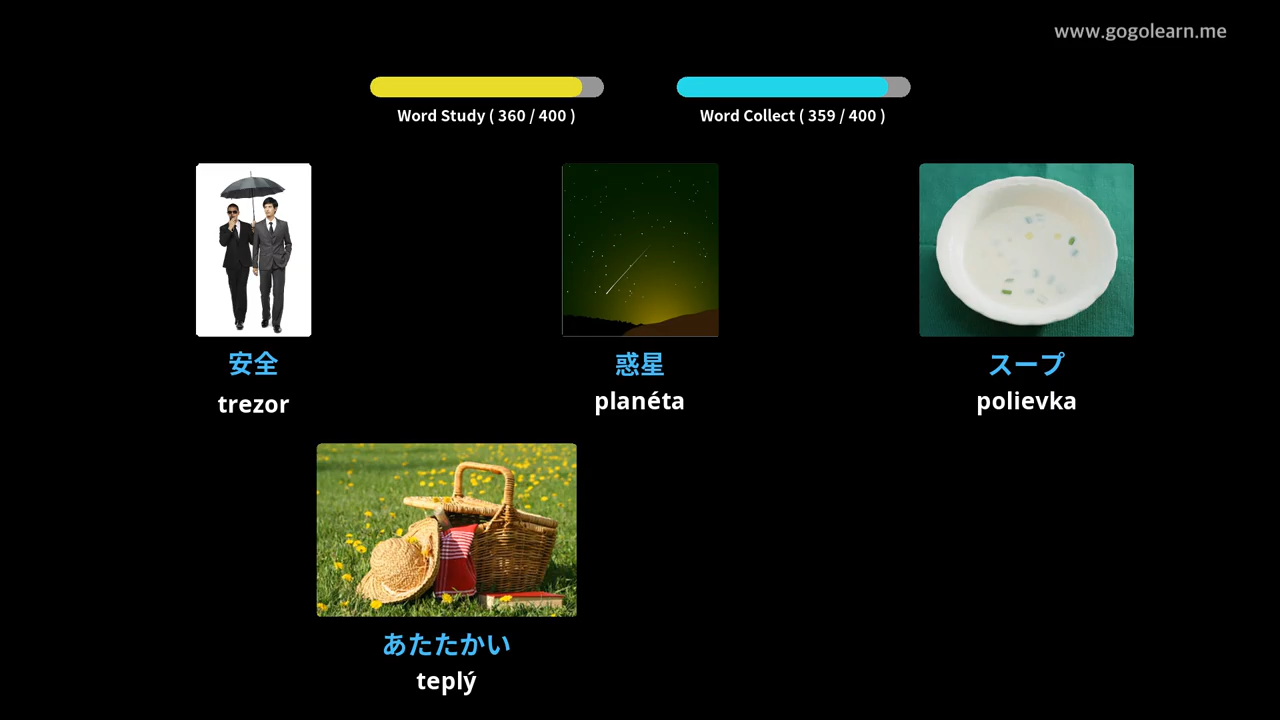 www.gogolearn.me
Word Study ( 360 / 400 )
Word Collect ( 359 / 400 )
安全
trezor
惑星
planéta
スープ
polievka
あたたかい
teplý